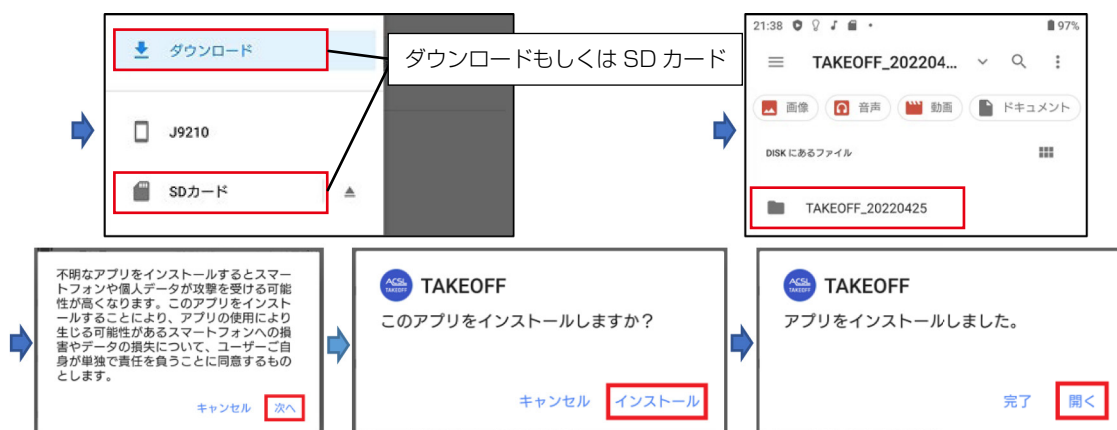 ダウンロード
J9210
SDカード
ダウンロードもしくは SD カード
21:38
97%
TAKEOFF_202204...
画像
音声
動画
ドキュメント
DISK にあるファイル
TAKEOFF_20220425
不明なアプリをインストールするとスマー
トフォンや個人データが攻撃を受ける可能
性が高くなります。このアプリをインスト
ールすることにより、アプリの使用により
生じる可能性があるスマートフォンへの損
害やデータの損失について、ユーザーご自
身が単独で責任を負うことに同意するもの
とします。
キャンセル 次へ
ACSL
TAKEOFF
TAKEOFF
このアプリをインストールしますか？
キャンセル インストール
ACSL
TAKEOFF
TAKEOFF
アプリをインストールしました。
完了 開く